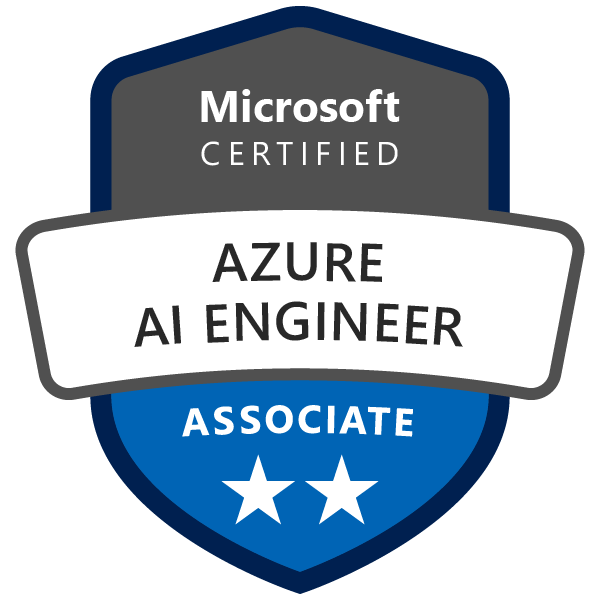 Microsoft
CERTIFIED
AZURE
AI ENGINEER
ASSOCIATE